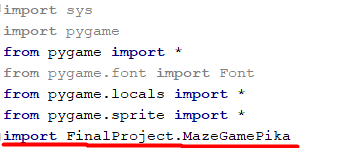 import sys
import pygame
from pygame import *
from pygame.font import Font
from pygame.locals import *
from pygame.sprite import *
import FinalProject.MazeGamePika